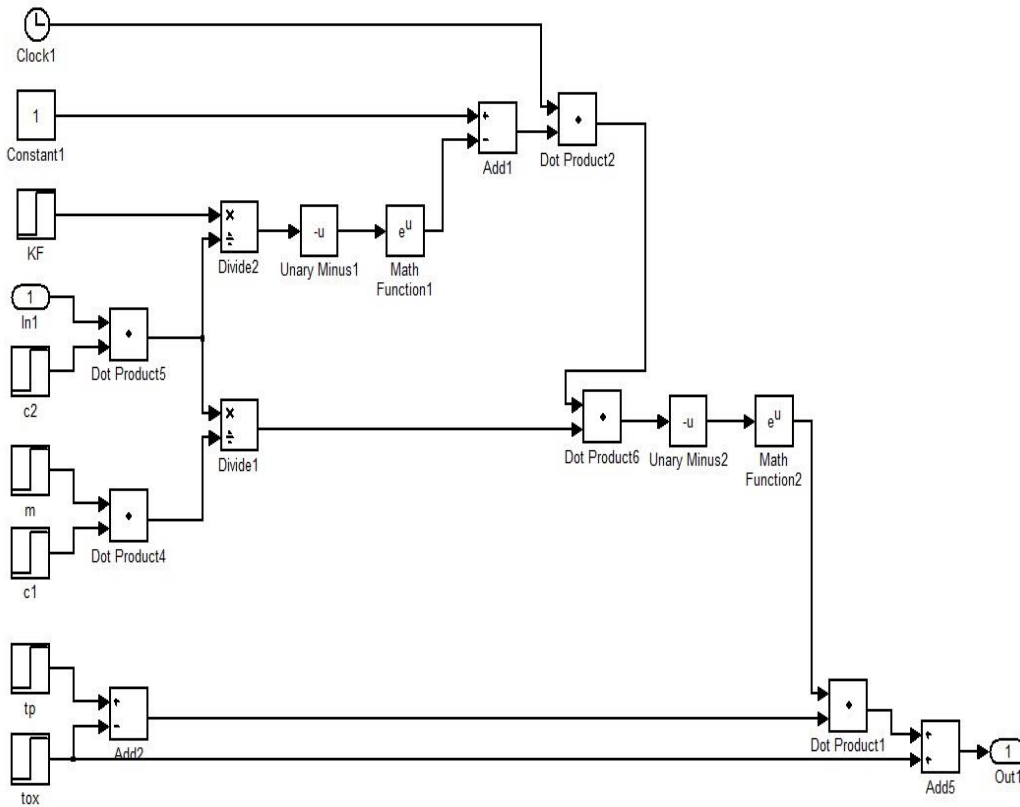 Clock1
1
Constant1
+
−
Add1
Dot Product2
KF
×
÷
Divide2
-u
Unary Minus1
e^u
Math
Function1
1
In1
Dot Product5
c2
×
÷
Divide1
Dot Product6
-u
Unary Minus2
e^u
Math
Function2
m
Dot Product4
c1
tp
+
−
Add2
Dot Product1
tox
+
+
Add5
1
Out1